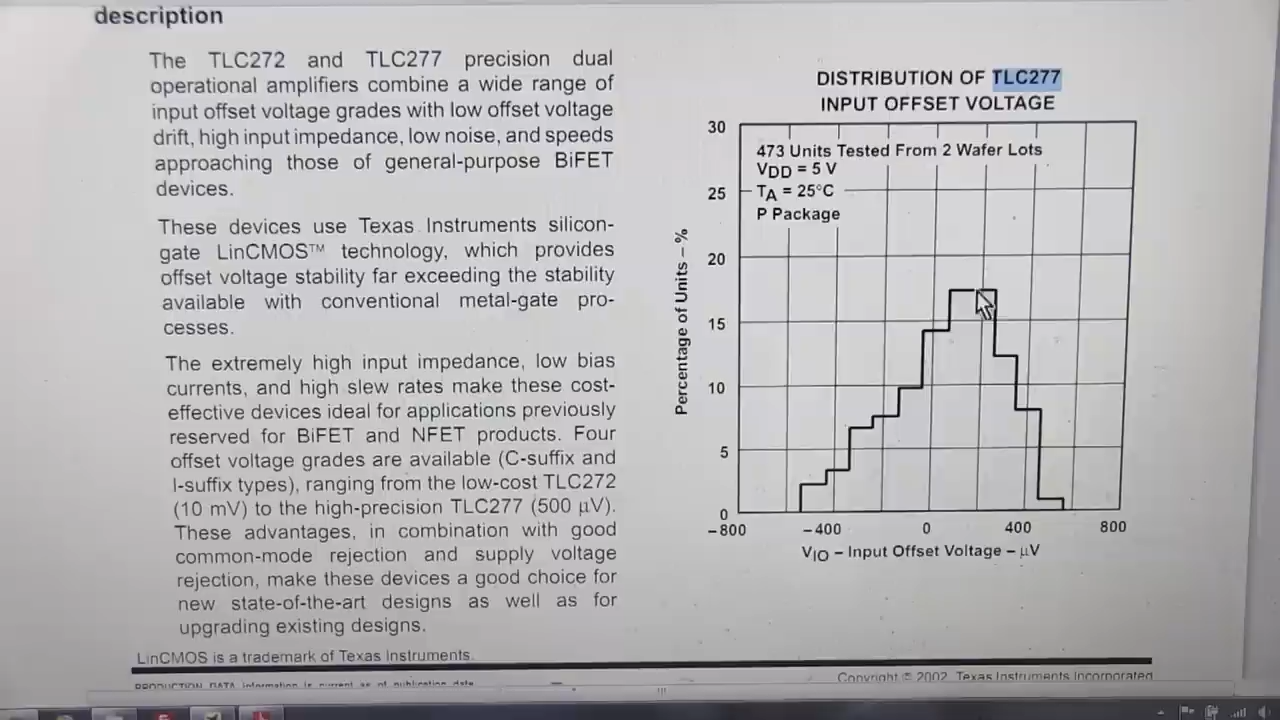 description
The TLC272 and TLC277 precision dual
operational amplifiers combine a wide range of
input offset voltage grades with low offset voltage
drift, high input impedance, low noise, and speeds
approaching those of general-purpose BiFET
devices.
These devices use Texas Instruments silicon-
gate LinCMOS™ technology, which provides
offset voltage stability far exceeding the stability
available with conventional metal-gate pro-
cesses.
The extremely high input impedance, low bias
currents, and high slew rates make these cost-
effective devices ideal for applications previously
reserved for BiFET and NFET products. Four
offset voltage grades are available (C-suffix and
I-suffix types), ranging from the low-cost TLC272
(10 mV) to the high-precision TLC277 (500 μV).
These advantages, in combination with good
common-mode rejection and supply voltage
rejection, make these devices a good choice for
new state-of-the-art designs as well as for
upgrading existing designs.
DISTRIBUTION OF TLC277
INPUT OFFSET VOLTAGE
473 Units Tested From 2 Wafer Lots
VDD = 5 V
TA = 25°C
P Package
Percentage of Units – %
30
25
20
15
10
5
0
–800 –400 0 400 800
VIO – Input Offset Voltage – μV
LinCMOS is a trademark of Texas Instruments.
PRODUCTION DATA information is current as of publication date.
Copyright © 2002, Texas Instruments Incorporated